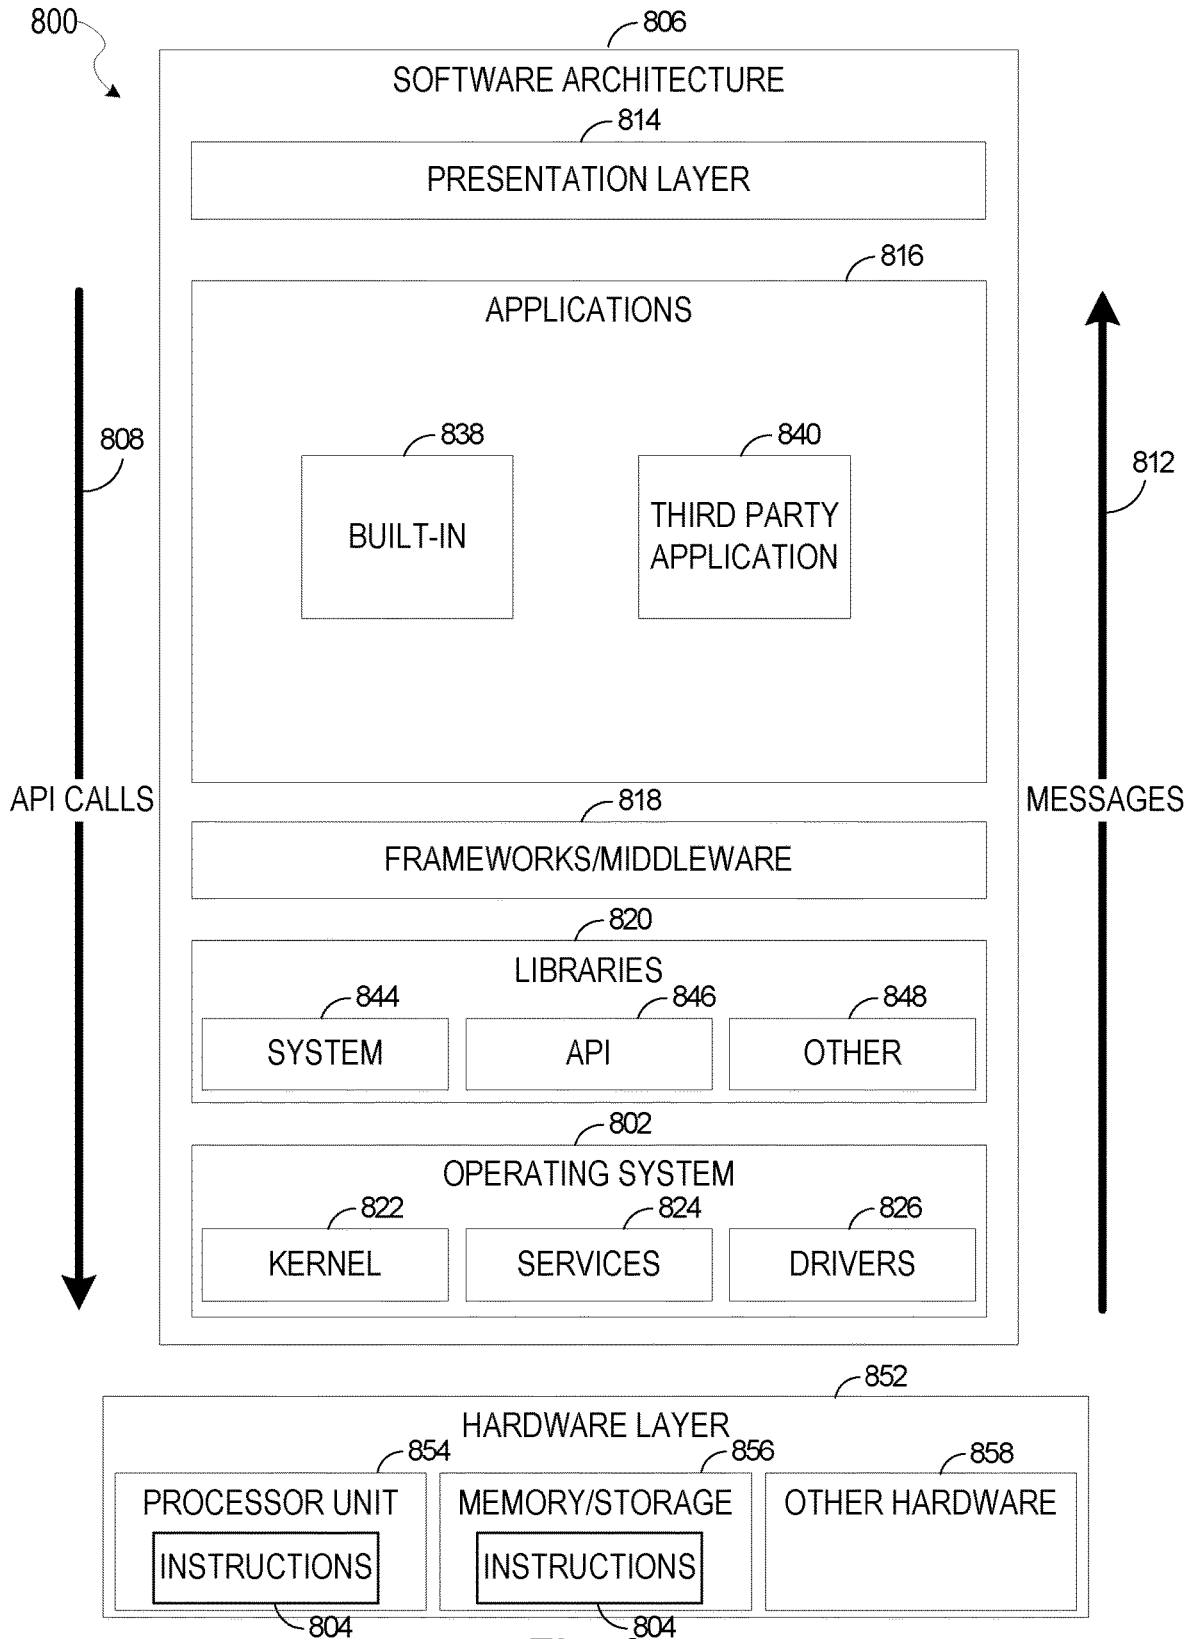 800
806
SOFTWARE ARCHITECTURE
814
PRESENTATION LAYER
816
APPLICATIONS
808
838
840
812
BUILT-IN
THIRD PARTY
APPLICATION
API CALLS
MESSAGES
818
FRAMEWORKS/MIDDLEWARE
820
LIBRARIES
844
846
848
SYSTEM
API
OTHER
802
OPERATING SYSTEM
822
824
826
KERNEL
SERVICES
DRIVERS
852
HARDWARE LAYER
854
856
858
PROCESSOR UNIT
MEMORY/STORAGE
OTHER HARDWARE
INSTRUCTIONS
INSTRUCTIONS
804
804